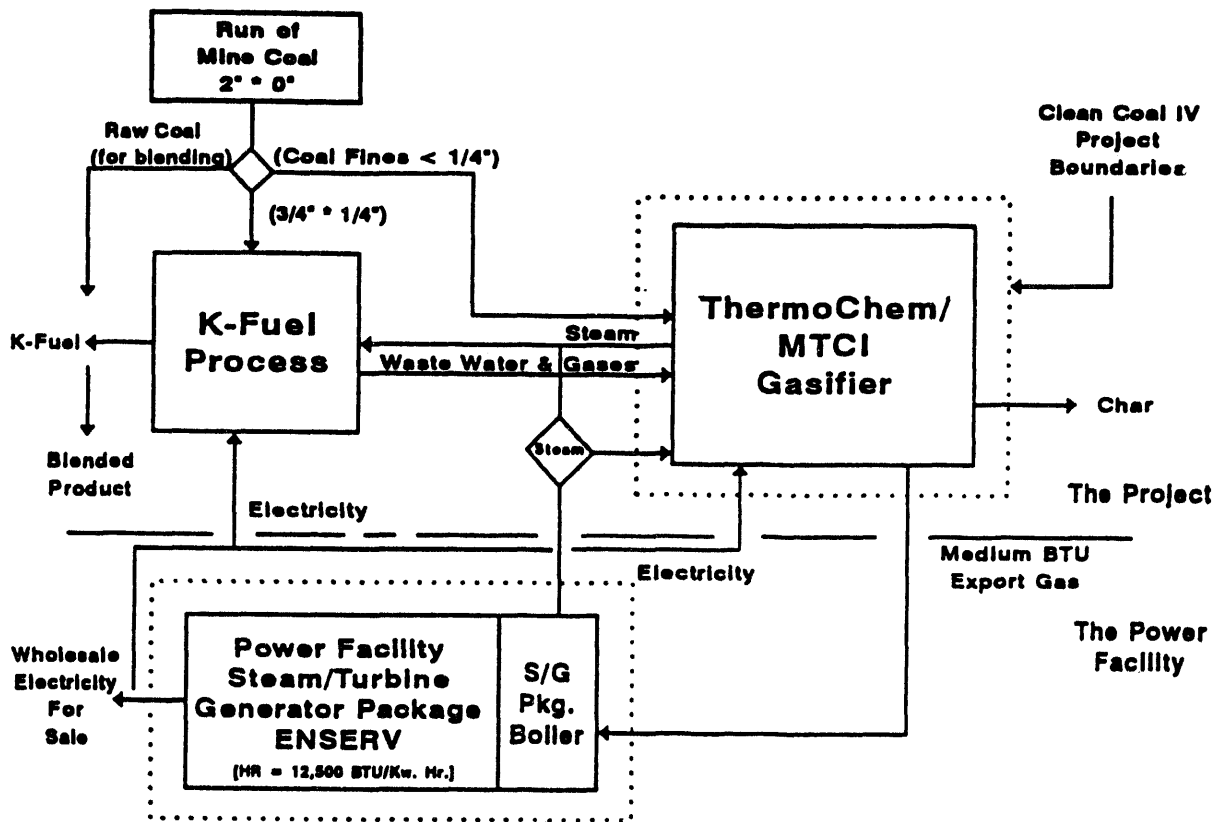 Run of
Mine Coal
2" * 0"
Raw Coal
(for blending)
(Coal Fines < 1/4")
(3/4" * 1/4")
Clean Coal IV
Project
Boundaries
K-Fuel
Process
ThermoChem/
MTCI
Gasifier
K-Fuel
Steam
Waste Water & Gases
Steam
Char
Blended
Product
The Project
Electricity
Medium BTU
Export Gas
Electricity
The Power
Facility
Wholesale
Electricity
For
Sale
Power Facility
Steam/Turbine
Generator Package
ENSERV
[HR = 12,500 BTU/Kw. Hr.]
S/G
Pkg.
Boiler